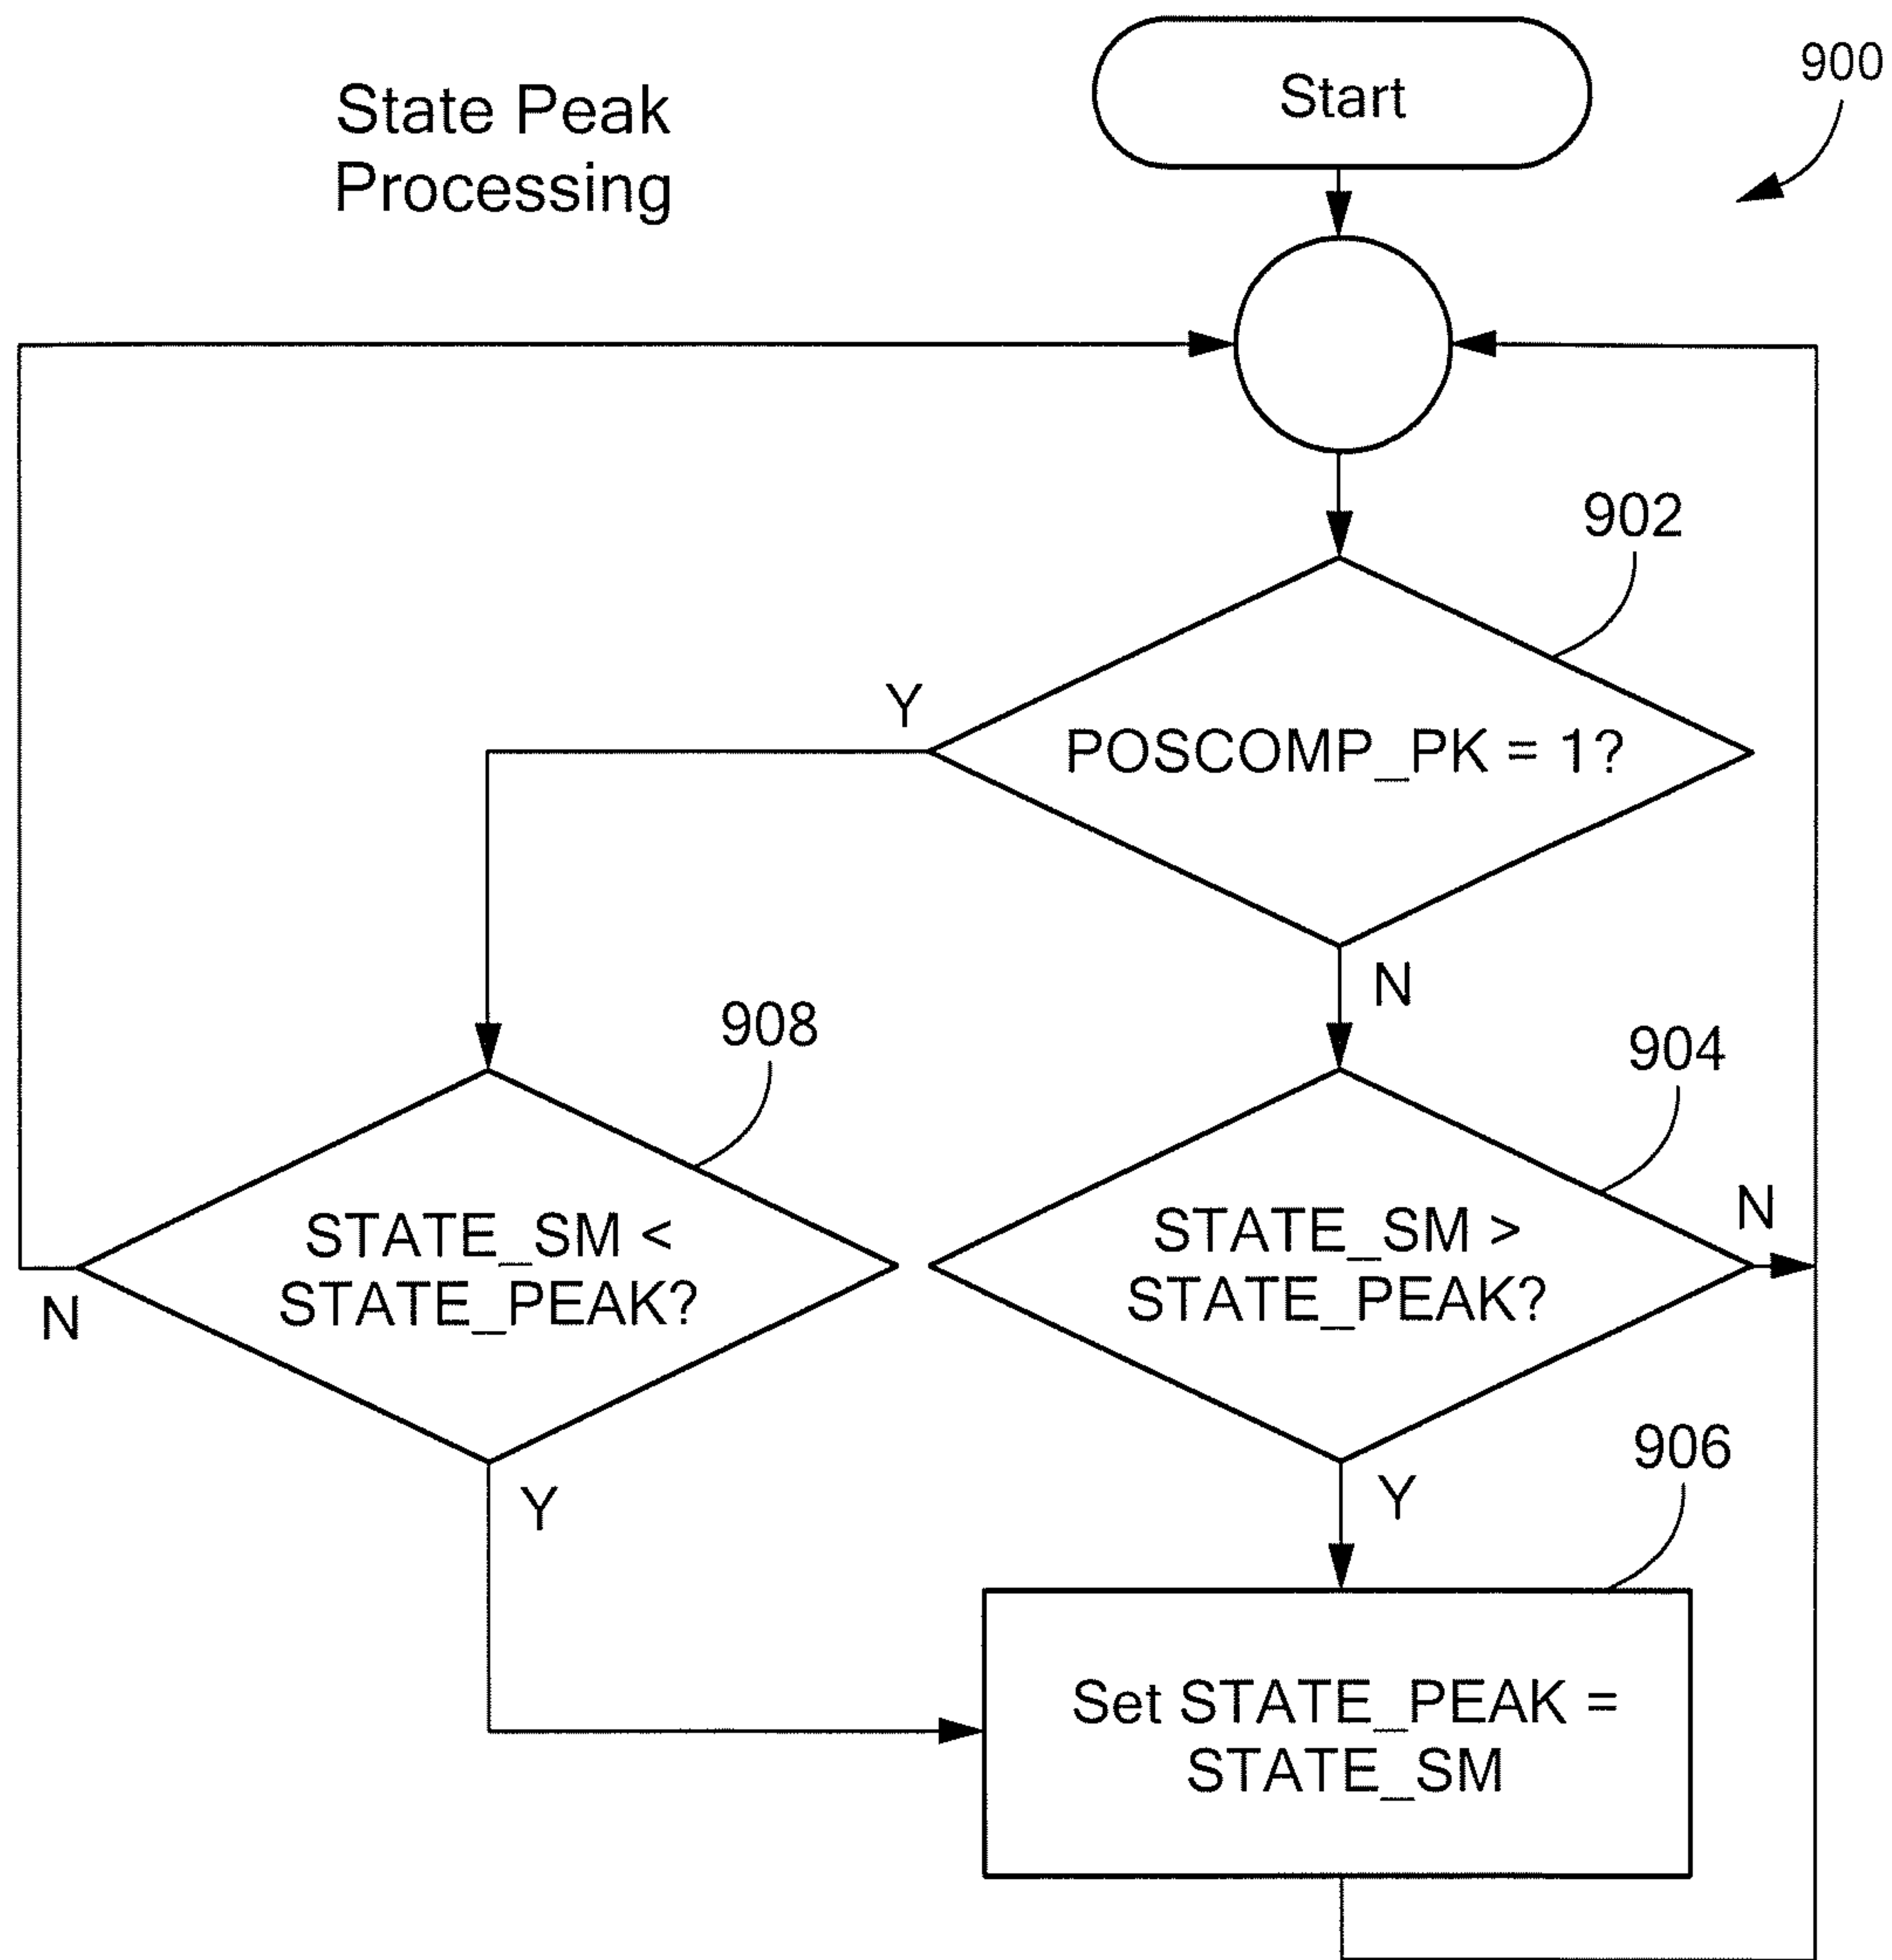 State Peak
Processing
Start
900
902
Y
POSCOMP_PK = 1?
N
908
904
STATE_SM <
STATE_PEAK?
N
Y
STATE_SM >
STATE_PEAK?
N
Y
906
Set STATE_PEAK =
STATE_SM